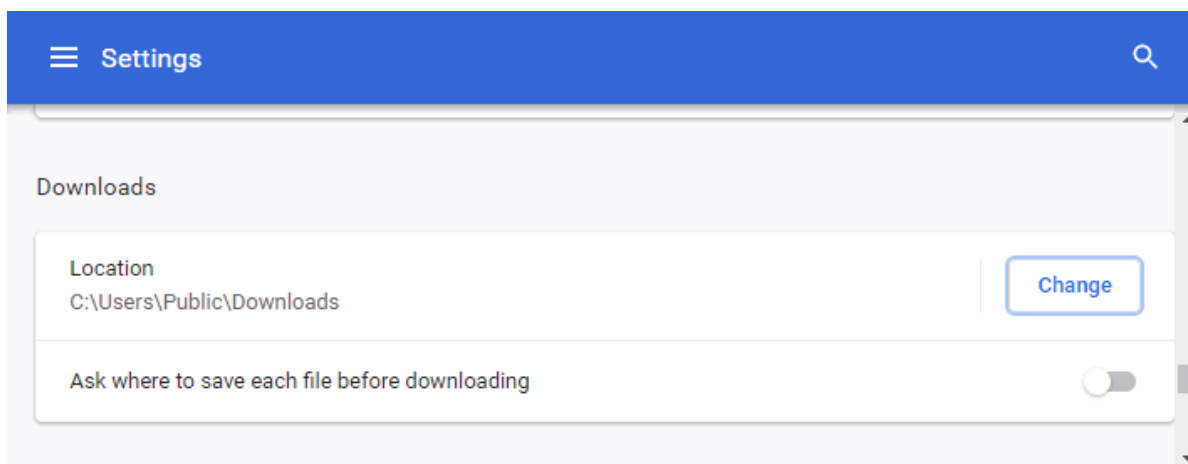 Settings
Downloads
Location
C:\Users\Public\Downloads
Change
Ask where to save each file before downloading